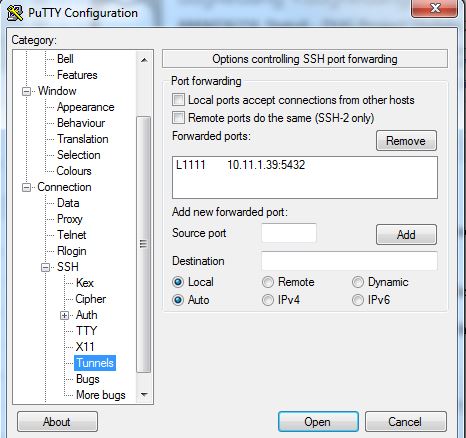 PuTTY Configuration
Category:
Bell
Features
Window
Appearance
Behaviour
Translation
Selection
Colours
Connection
Data
Proxy
Telnet
Rlogin
SSH
Kex
Cipher
Auth
TTY
X11
Tunnels
Bugs
More bugs
Options controlling SSH port forwarding
Port forwarding
Local ports accept connections from other hosts
Remote ports do the same (SSH-2 only)
Forwarded ports:
Remove
L1111 10.11.1.39:5432
Add new forwarded port:
Source port
Add
Destination
Local Remote Dynamic
Auto IPv4 IPv6
About
Open
Cancel